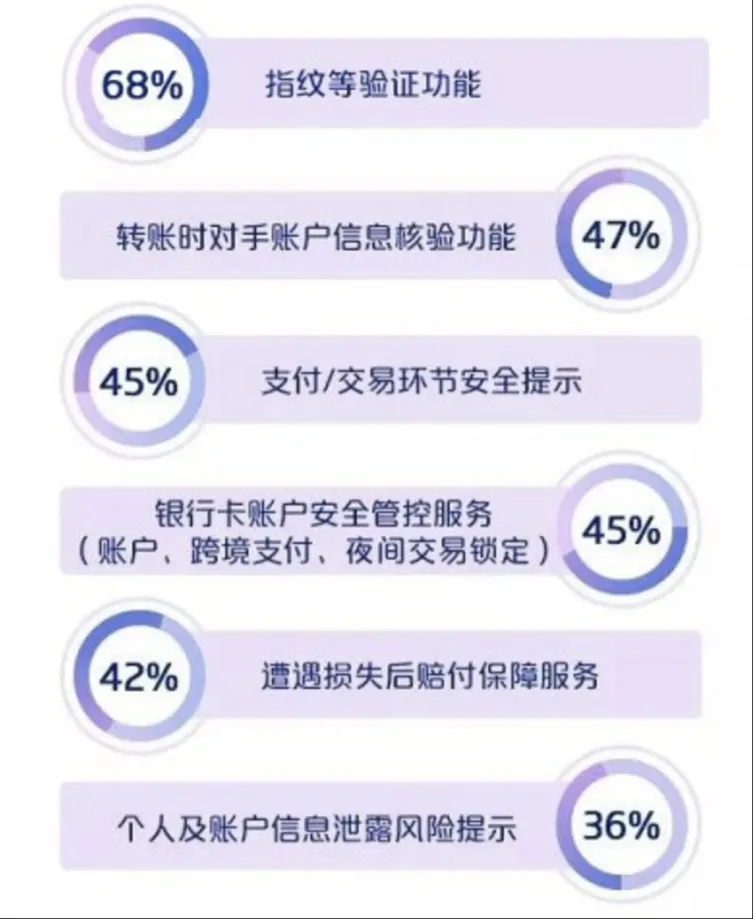 68% 指纹等验证功能
转账时对手账户信息核验功能 47%
45% 支付/交易环节安全提示
银行卡账户安全管控服务
（账户、跨境支付、夜间交易锁定） 45%
42% 遭遇损失后赔付保障服务
个人及账户信息泄露风险提示 36%